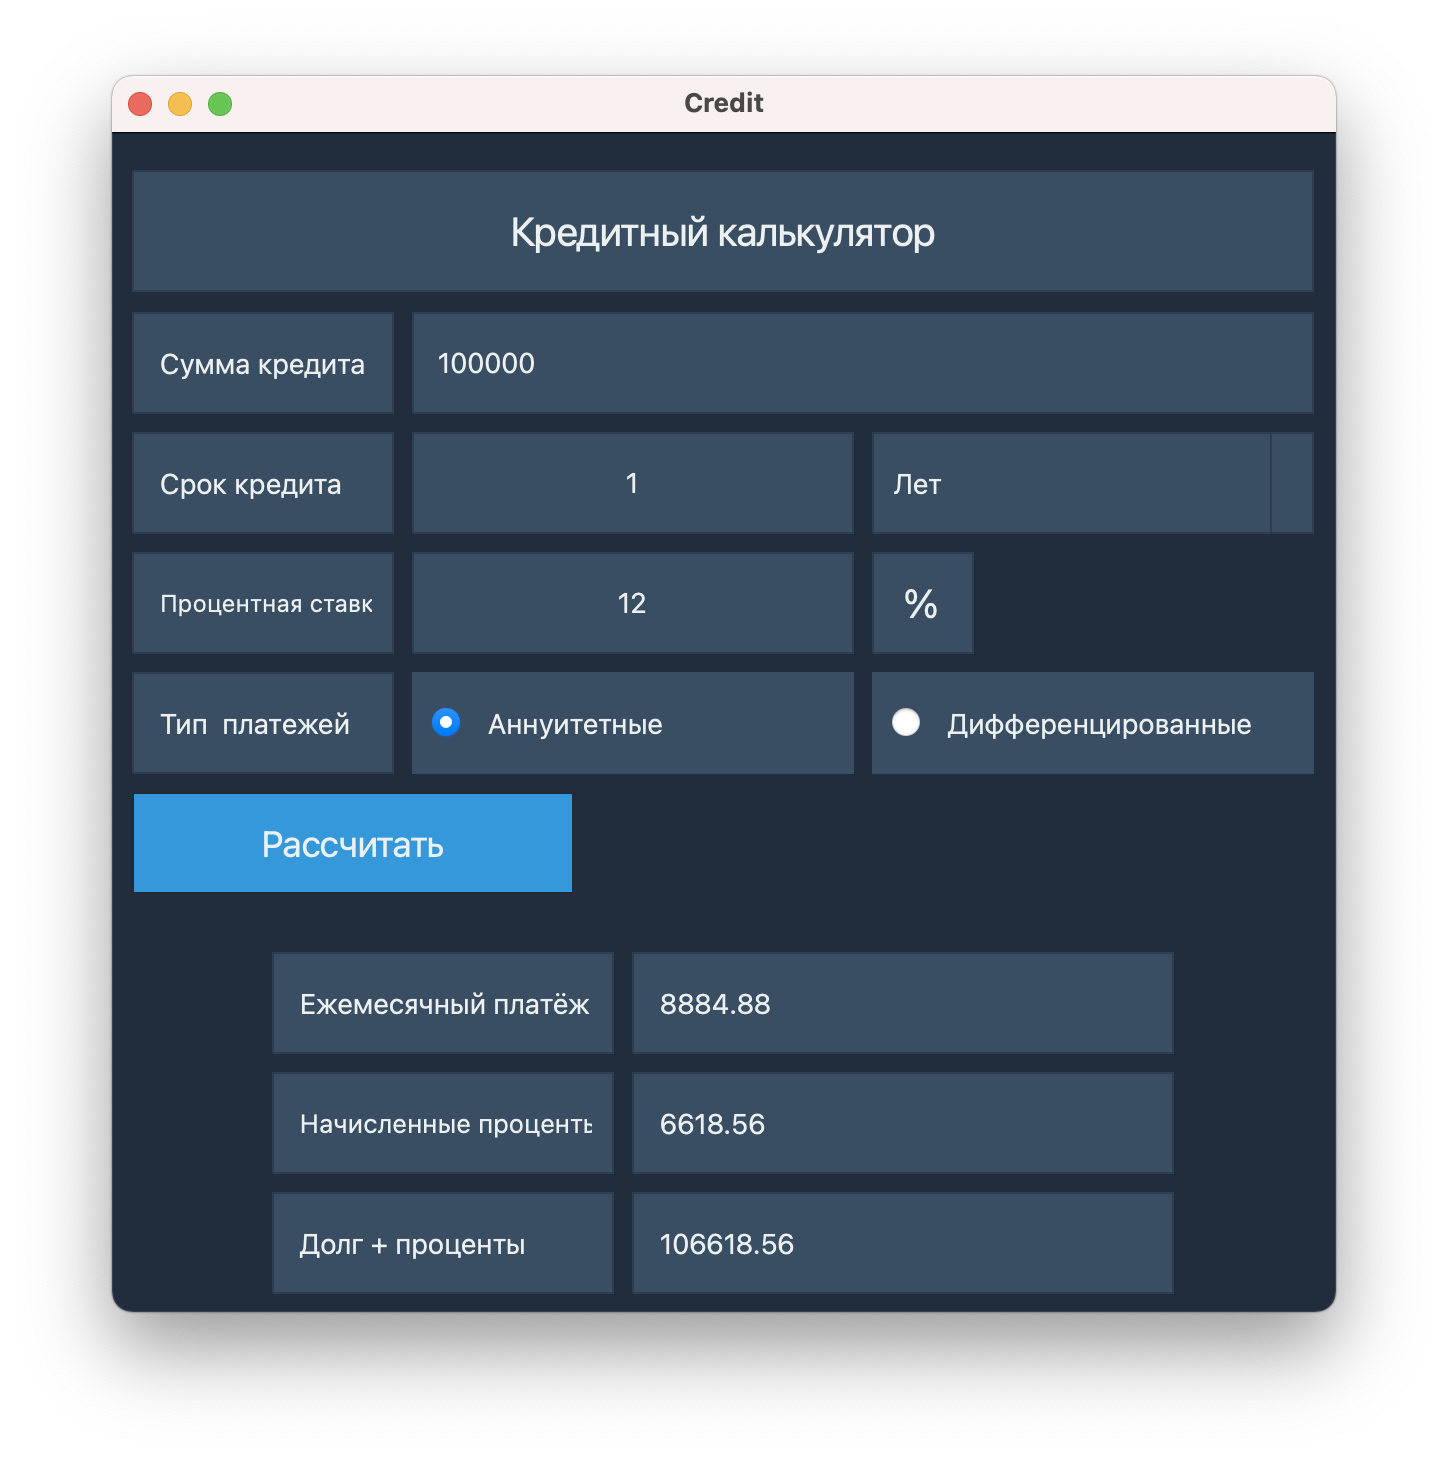 Credit
Кредитный калькулятор
Сумма кредита 100000
Срок кредита 1 Лет
Процентная ставк 12 %
Тип платежей Аннуитетные Дифференцированные
Рассчитать
Ежемесячный платёж 8884.88
Начисленные проценты 6618.56
Долг + проценты 106618.56